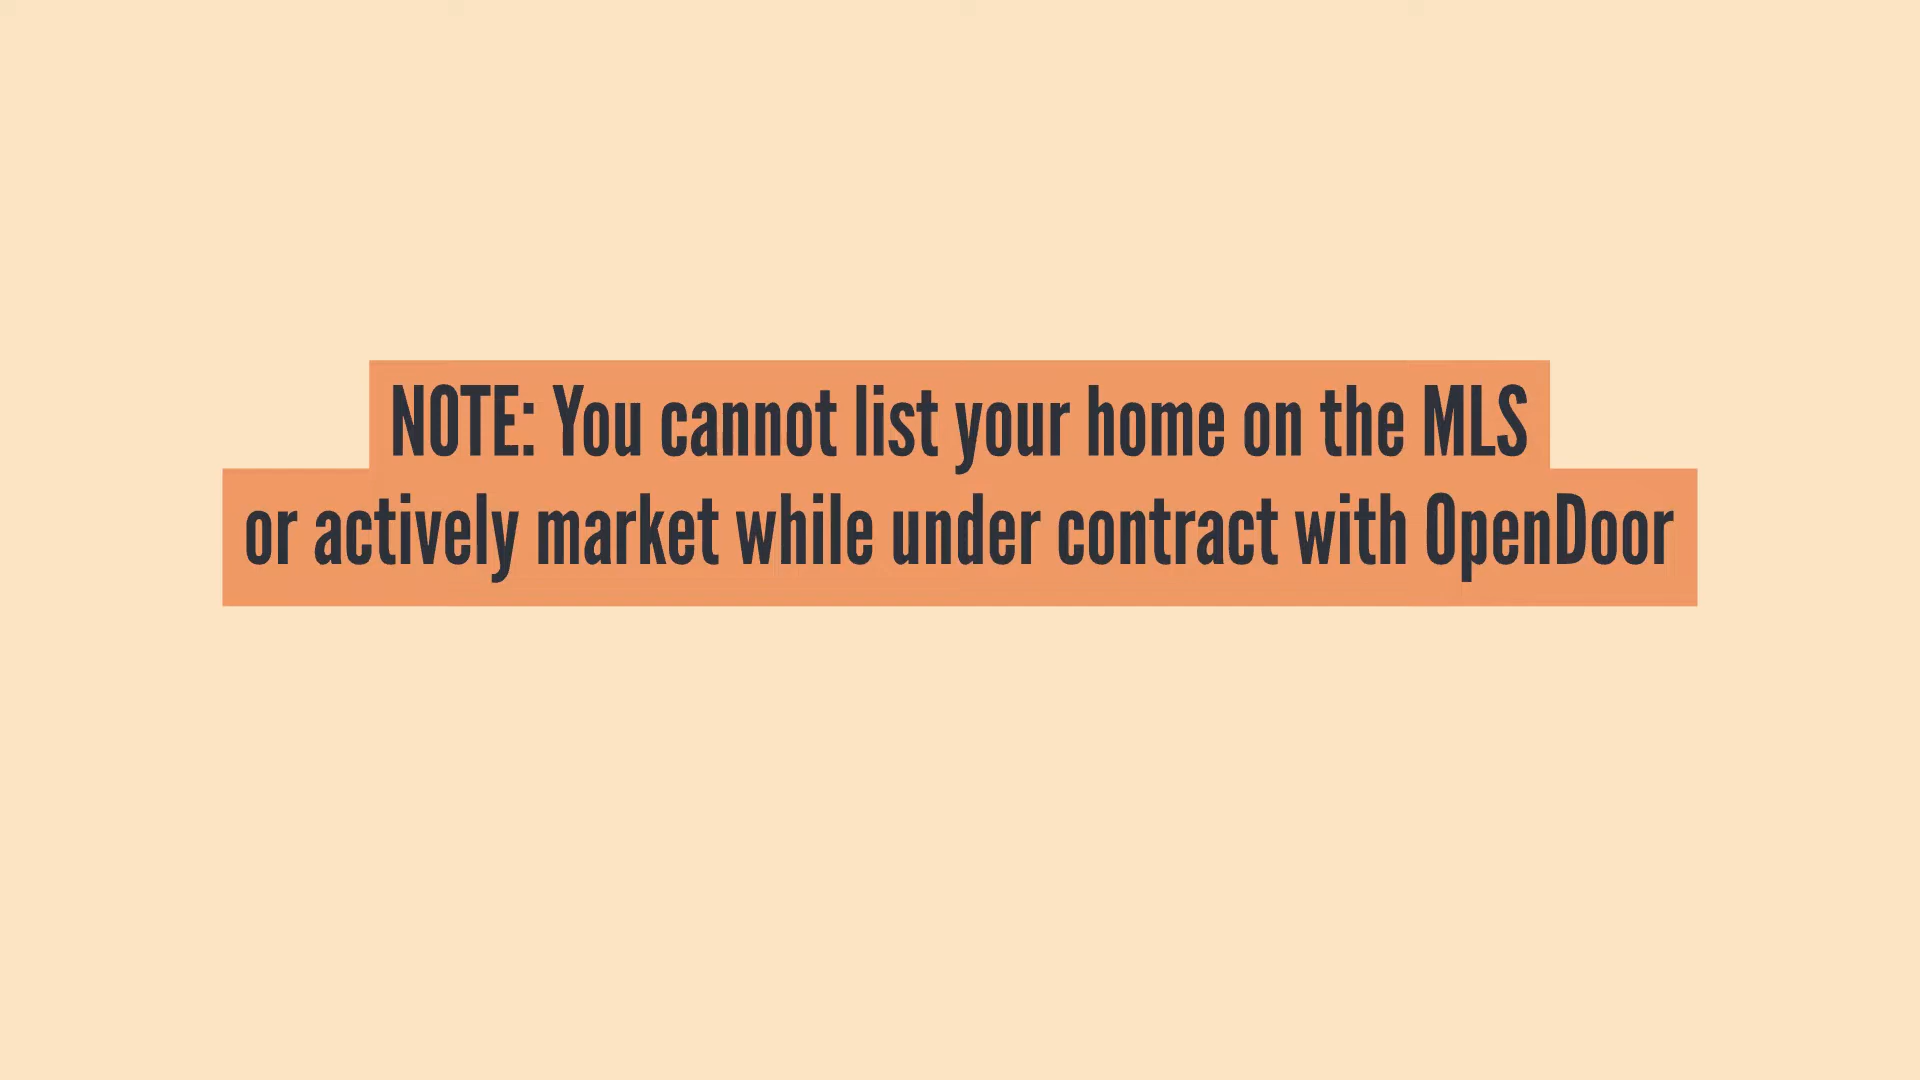 NOTE: You cannot list your home on the MLS
or actively market while under contract with OpenDoor